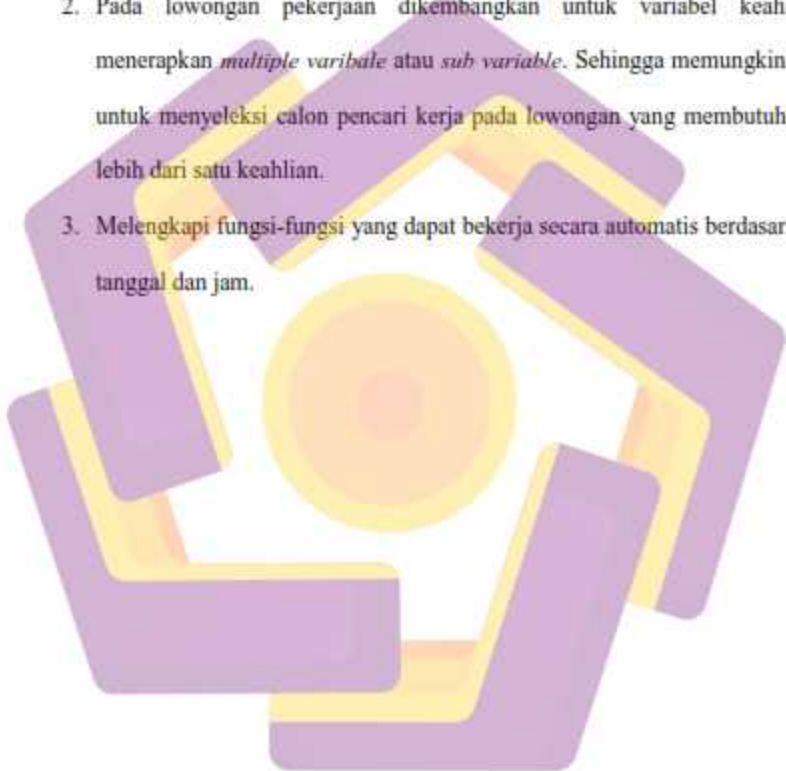 2. Pada lowongan pekerjaan dikembangkan untuk variabel keah
menerapkan multiple varibale atau sub variable. Sehingga memungkin
untuk menyeleksi calon pencari kerja pada lowongan yang membutuh
lebih dari satu keahlian.
3. Melengkapi fungsi-fungsi yang dapat bekerja secara automatis berdasar
tanggal dan jam.